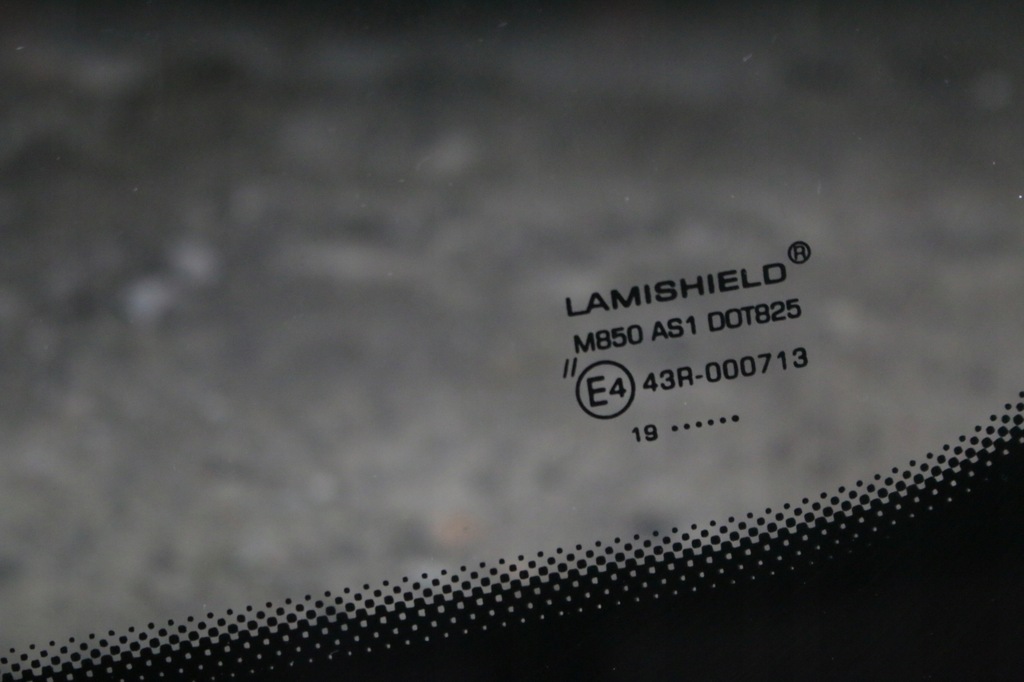 LAMISHIELD®
M850 AS1 DOT825
// E4 43R-000713
19 ••••••